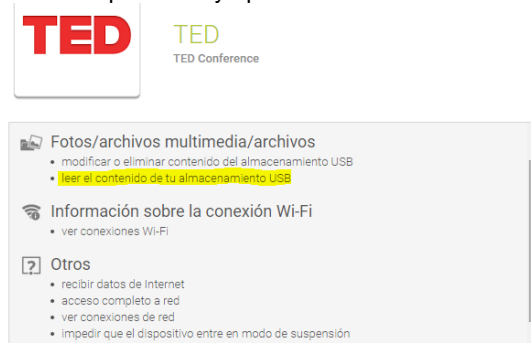 TED
TED
TED Conference
Fotos/archivos multimedia/archivos
• modificar o eliminar contenido del almacenamiento USB
• leer el contenido de tu almacenamiento USB
Información sobre la conexión Wi-Fi
• ver conexiones Wi-Fi
? Otros
• recibir datos de Internet
• acceso completo a red
• ver conexiones de red
• impedir que el dispositivo entre en modo de suspensión